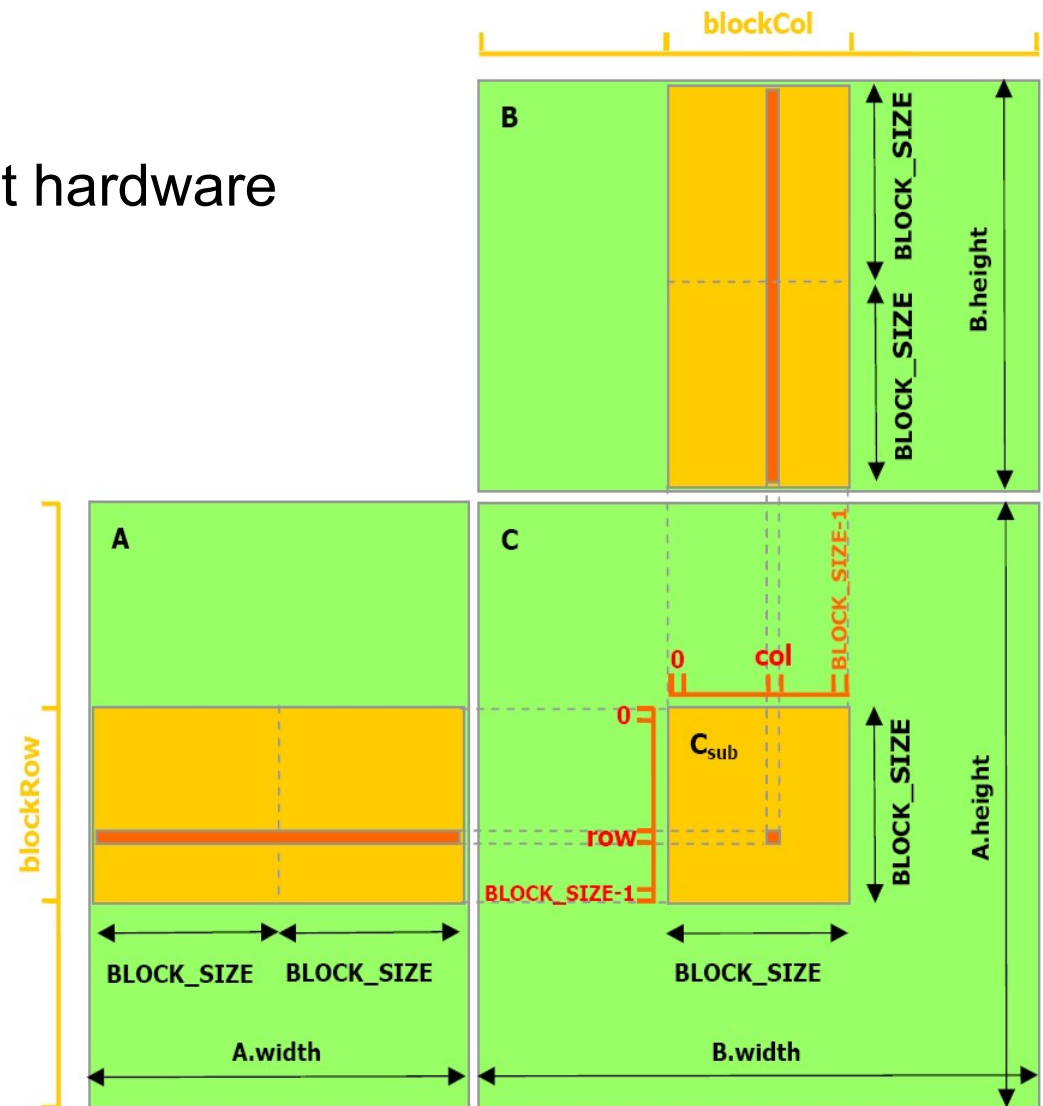 blockCol
B
BLOCK_SIZE
BLOCK_SIZE
B.height
t hardware
A
C
BLOCK_SIZE-1
0
col
0
C_sub
row
BLOCK_SIZE-1
BLOCK_SIZE
A.height
blockRow
BLOCK_SIZE
BLOCK_SIZE
BLOCK_SIZE
A.width
B.width